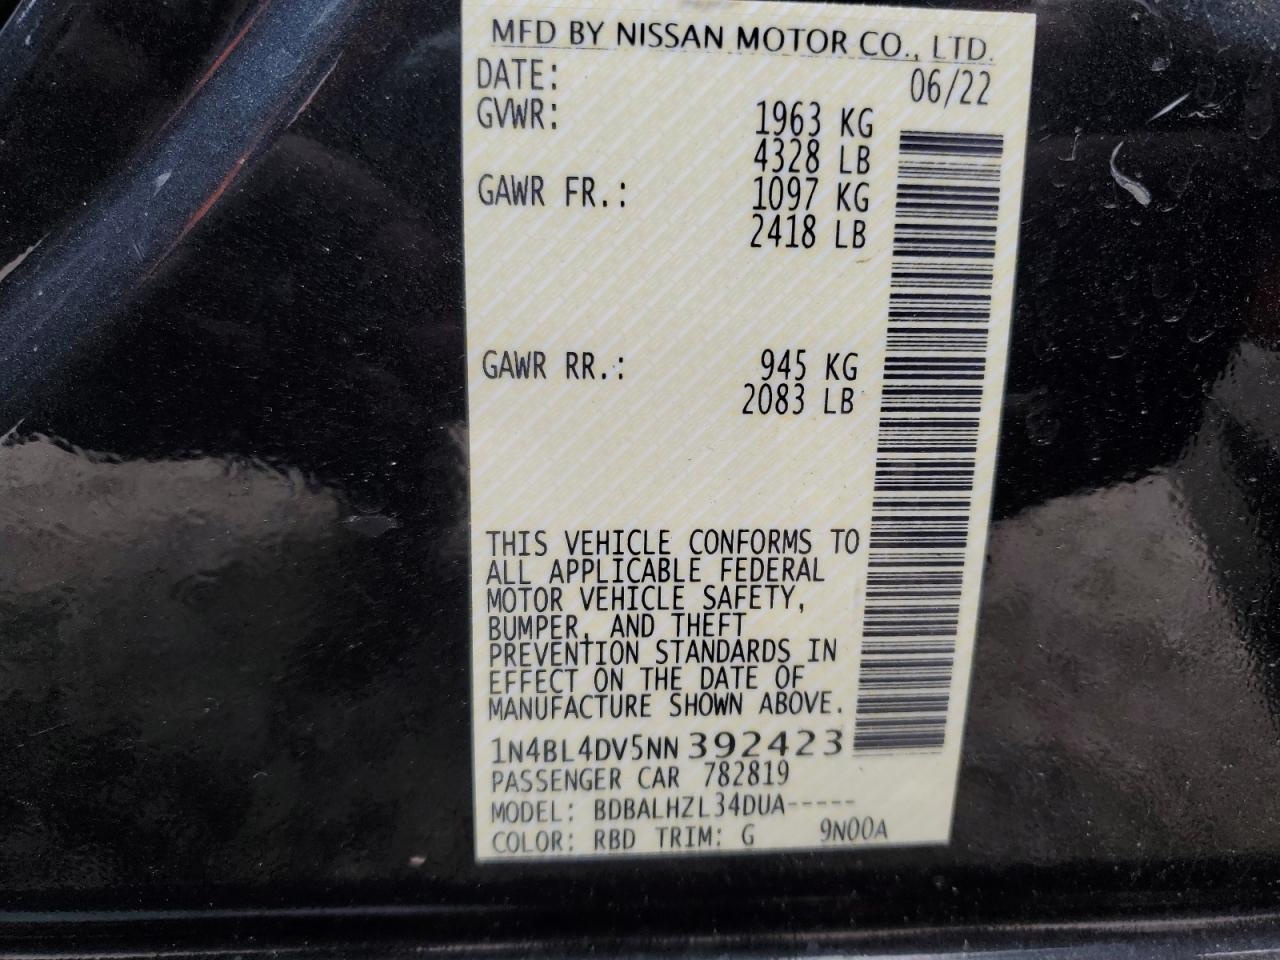 MFD BY NISSAN MOTOR CO., LTD.
DATE: 06/22
GVWR: 1963 KG
4328 LB
GAWR FR.: 1097 KG
2418 LB
GAWR RR.: 945 KG
2083 LB
THIS VEHICLE CONFORMS TO
ALL APPLICABLE FEDERAL
MOTOR VEHICLE SAFETY,
BUMPER, AND THEFT
PREVENTION STANDARDS IN
EFFECT ON THE DATE OF
MANUFACTURE SHOWN ABOVE.
1N4BL4DV5NN392423
PASSENGER CAR 782819
MODEL: BDBALHZL34DUA-----
COLOR: RBD TRIM: G 9N00A